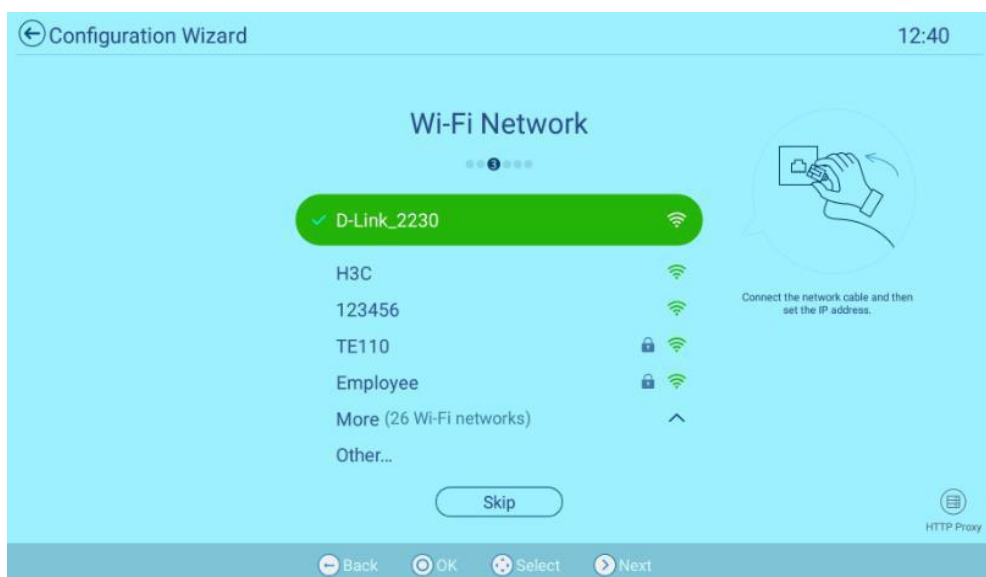 Configuration Wizard
12:40
Wi-Fi Network
3
D-Link_2230
H3C
123456
TE110
Employee
More (26 Wi-Fi networks)
Other...
Skip
Connect the network cable and then
set the IP address.
HTTP Proxy
Back OK Select Next